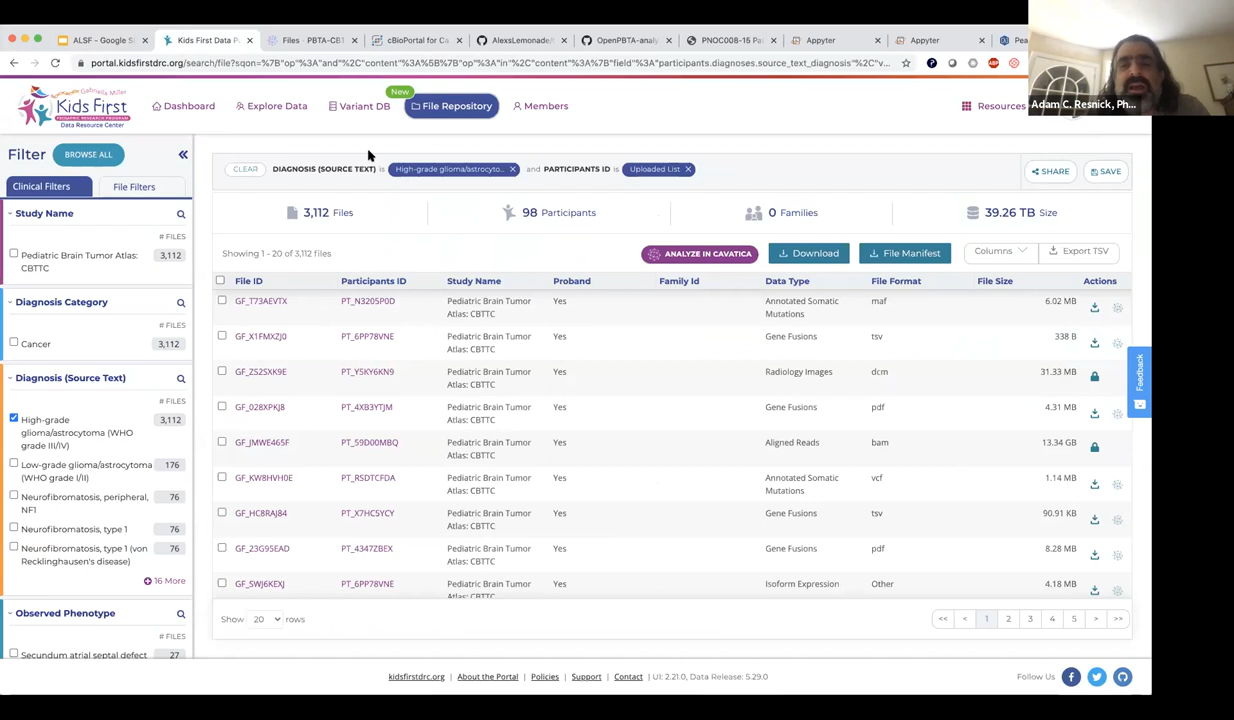 ALSF - Google S
Kids First Data P
Files - PBTA-CB1
cBioPortal for Ca
AlexsLemonade/
OpenPBTA-analy
PNOC008-15 Pa
Appyter
Appyter
Pea
portal.kidsfirstdrc.org/search/file?sqon=%7B"op"%3A"and"%2C"content"%3A%5B%7B"op"%3A"in"%2C"content"%3A%7B"field"%3A"participants.diagnoses.source_text_diagnosis"%2C"v...
Adam C. Resnick, Ph...
Gabriella Miller
Kids First
PEDIATRIC RESEARCH PROGRAM
Data Resource Center
Dashboard
Explore Data
Variant DB
New
File Repository
Members
Resources
Filter
BROWSE ALL
Clinical Filters
File Filters
Study Name
# FILES
Pediatric Brain Tumor Atlas: 3,112
CBTTC
Diagnosis Category
# FILES
Cancer 3,112
Diagnosis (Source Text)
# FILES
High-grade 3,112
glioma/astrocytoma (WHO
grade III/IV)
Low-grade glioma/astrocytoma 176
(WHO grade I/II)
Neurofibromatosis, peripheral, 76
NF1
Neurofibromatosis, type 1 76
Neurofibromatosis, type 1 (von 76
Recklinghausen's disease)
16 More
Observed Phenotype
# FILES
Secundum atrial septal defect 27
CLEAR DIAGNOSIS (SOURCE TEXT) is High-grade glioma/astrocyto... and PARTICIPANTS ID is Uploaded List
SHARE
SAVE
3,112 Files
98 Participants
0 Families
39.26 TB Size
Showing 1 - 20 of 3,112 files
ANALYZE IN CAVATICA
Download
File Manifest
Columns
Export TSV
File ID Participants ID Study Name Proband Family Id Data Type File Format File Size Actions
GF_T73AEVTX PT_N3205P0D Pediatric Brain Tumor Yes Annotated Somatic maf 6.02 MB
Atlas: CBTTC Mutations
GF_X1FMXZJ0 PT_6PP78VNE Pediatric Brain Tumor Yes Gene Fusions tsv 338 B
Atlas: CBTTC
GF_ZS2SXK9E PT_Y5KY6KN9 Pediatric Brain Tumor Yes Radiology Images dcm 31.33 MB
Atlas: CBTTC
GF_028XPKJ8 PT_4XB3YTJM Pediatric Brain Tumor Yes Gene Fusions pdf 4.31 MB
Atlas: CBTTC
GF_JMWE465F PT_59D00MBQ Pediatric Brain Tumor Yes Aligned Reads bam 13.34 GB
Atlas: CBTTC
GF_KW8HVH0E PT_RSDTCFDA Pediatric Brain Tumor Yes Annotated Somatic vcf 1.14 MB
Atlas: CBTTC Mutations
GF_HC8RAJ84 PT_X7HC5YCY Pediatric Brain Tumor Yes Gene Fusions tsv 90.91 KB
Atlas: CBTTC
GF_23G95EAD PT_4347ZBEX Pediatric Brain Tumor Yes Gene Fusions pdf 8.28 MB
Atlas: CBTTC
GF_SWJ6KEXJ PT_6PP78VNE Pediatric Brain Tumor Yes Isoform Expression Other 4.18 MB
Atlas: CBTTC
Show 20 rows
<< < 1 2 3 4 5 > >>
Feedback
kidsfirstdrc.org | About the Portal | Policies | Support | Contact | UI: 2.21.0, Data Release: 5.29.0
Follow Us